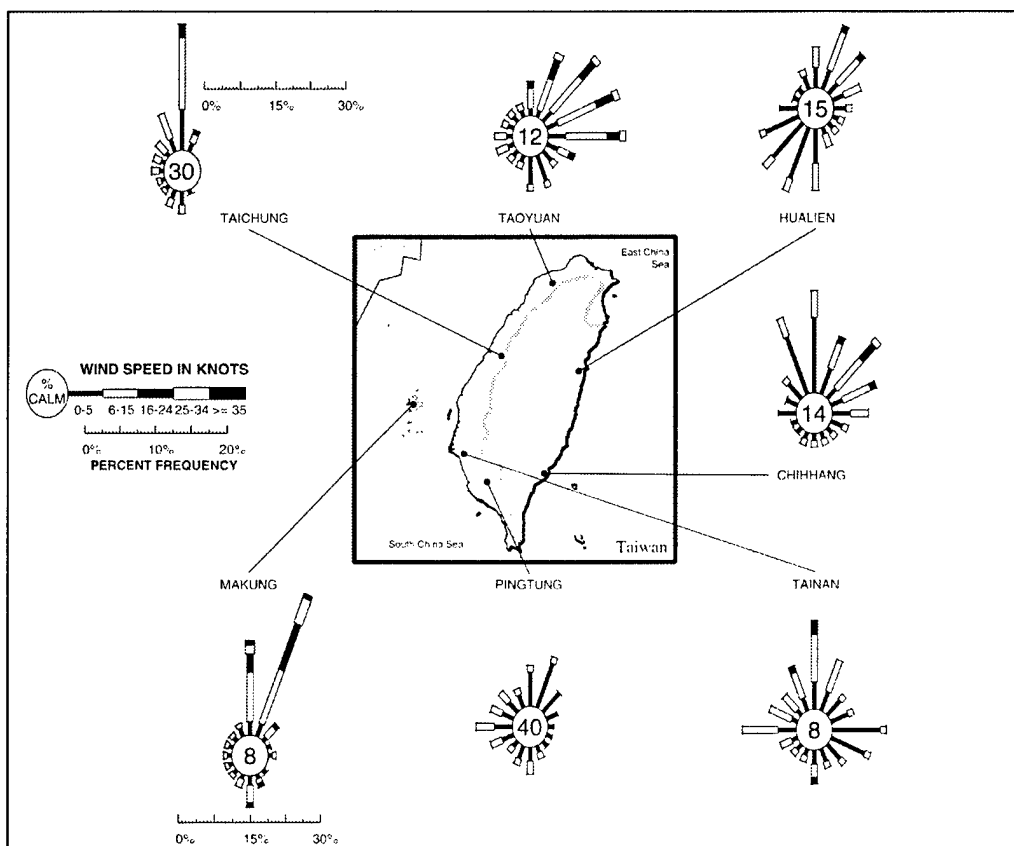 0% 15% 30%
30
12
15
TAICHUNG
TAOYUAN
HUALIEN
East China
Sea
WIND SPEED IN KNOTS
%
CALM
0-5 6-15 16-24 25-34 >= 35
0% 10% 20%
PERCENT FREQUENCY
14
CHIHHANG
South China Sea
Taiwan
MAKUNG
PINGTUNG
TAINAN
8
40
8
0% 15% 30%